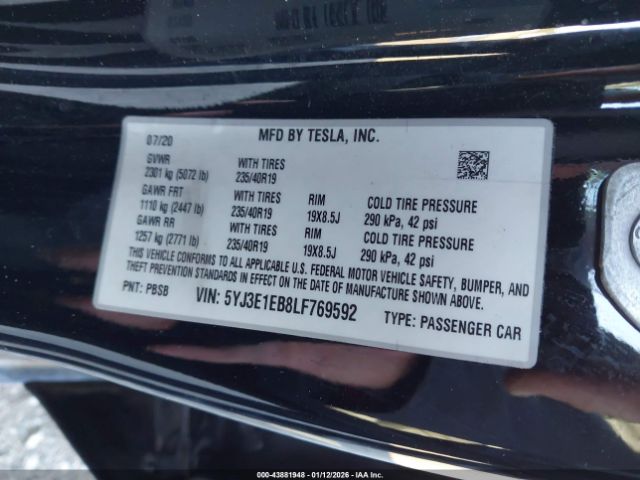 07/20 MFD BY TESLA, INC.
GVWR WITH TIRES
2301 kg (5072 lb) 235/40R19
GAWR FRT WITH TIRES RIM COLD TIRE PRESSURE
1110 kg (2447 lb) 235/40R19 19X8.5J 290 kPa, 42 psi
GAWR RR WITH TIRES RIM COLD TIRE PRESSURE
1257 kg (2771 lb) 235/40R19 19X8.5J 290 kPa, 42 psi
THIS VEHICLE CONFORMS TO ALL APPLICABLE U.S. FEDERAL MOTOR VEHICLE SAFETY, BUMPER, AND
THEFT PREVENTION STANDARDS IN EFFECT ON THE DATE OF MANUFACTURE SHOWN ABOVE.
PNT: PBSB VIN: 5YJ3E1EB8LF769592 TYPE: PASSENGER CAR
000-43881948 - 01/12/2026 - IAA Corp.